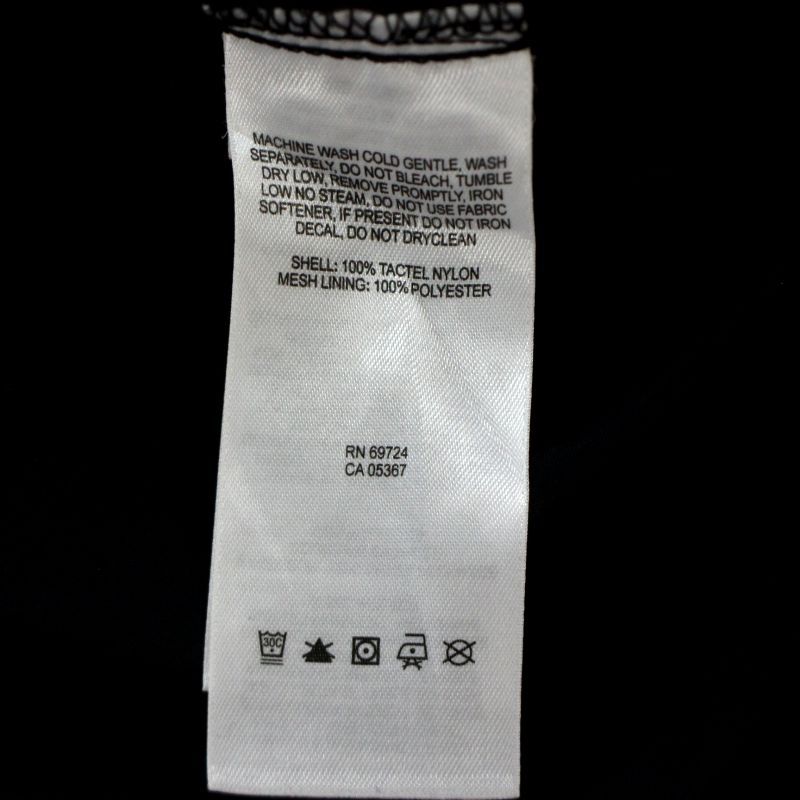 MACHINE WASH COLD GENTLE, WASH
SEPARATELY, DO NOT BLEACH, TUMBLE
DRY LOW, REMOVE PROMPTLY, IRON
LOW NO STEAM, DO NOT USE FABRIC
SOFTENER, IF PRESENT DO NOT IRON
DECAL, DO NOT DRYCLEAN
SHELL: 100% TACTEL NYLON
MESH LINING: 100% POLYESTER
RN 69724
CA 05367
30C